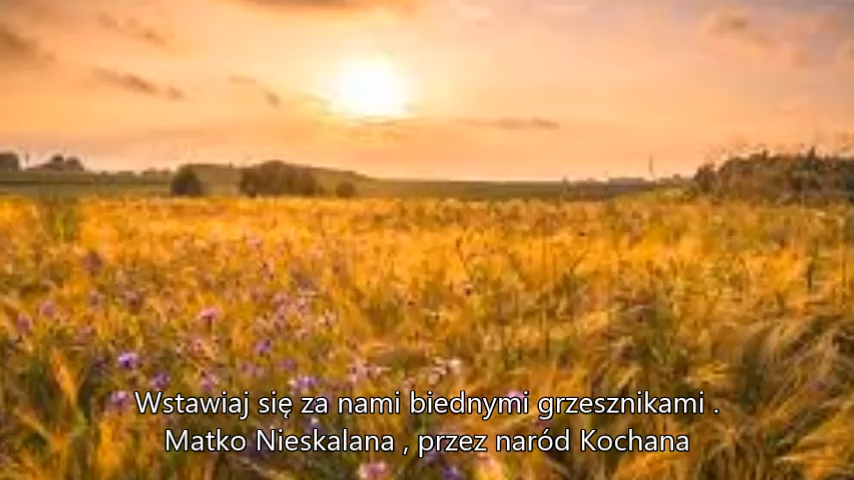 Wstawiaj się za nami biednymi grzesznikami .
Matko Nieskalana , przez naród Kochana